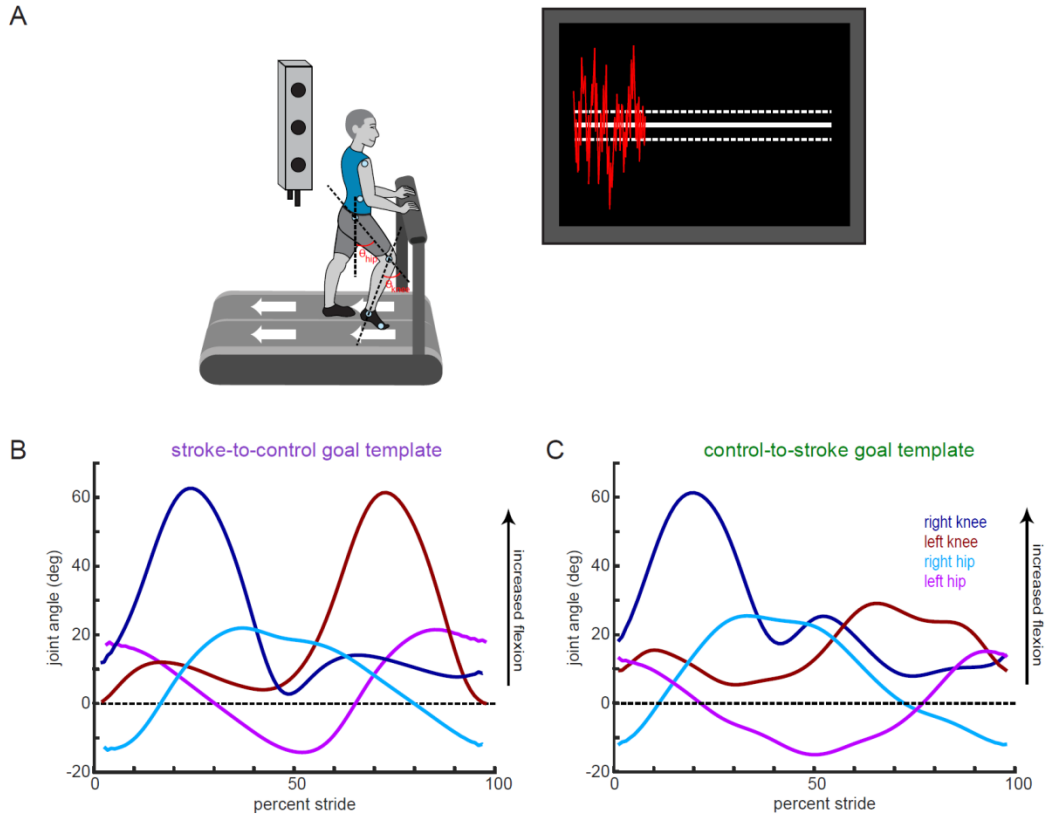 A
θhip
θknee
B
stroke-to-control goal template
joint angle (deg)
60
40
20
0
-20
0
50
100
percent stride
increased flexion
C
control-to-stroke goal template
joint angle (deg)
60
40
20
0
-20
0
50
100
percent stride
right knee
left knee
right hip
left hip
increased flexion